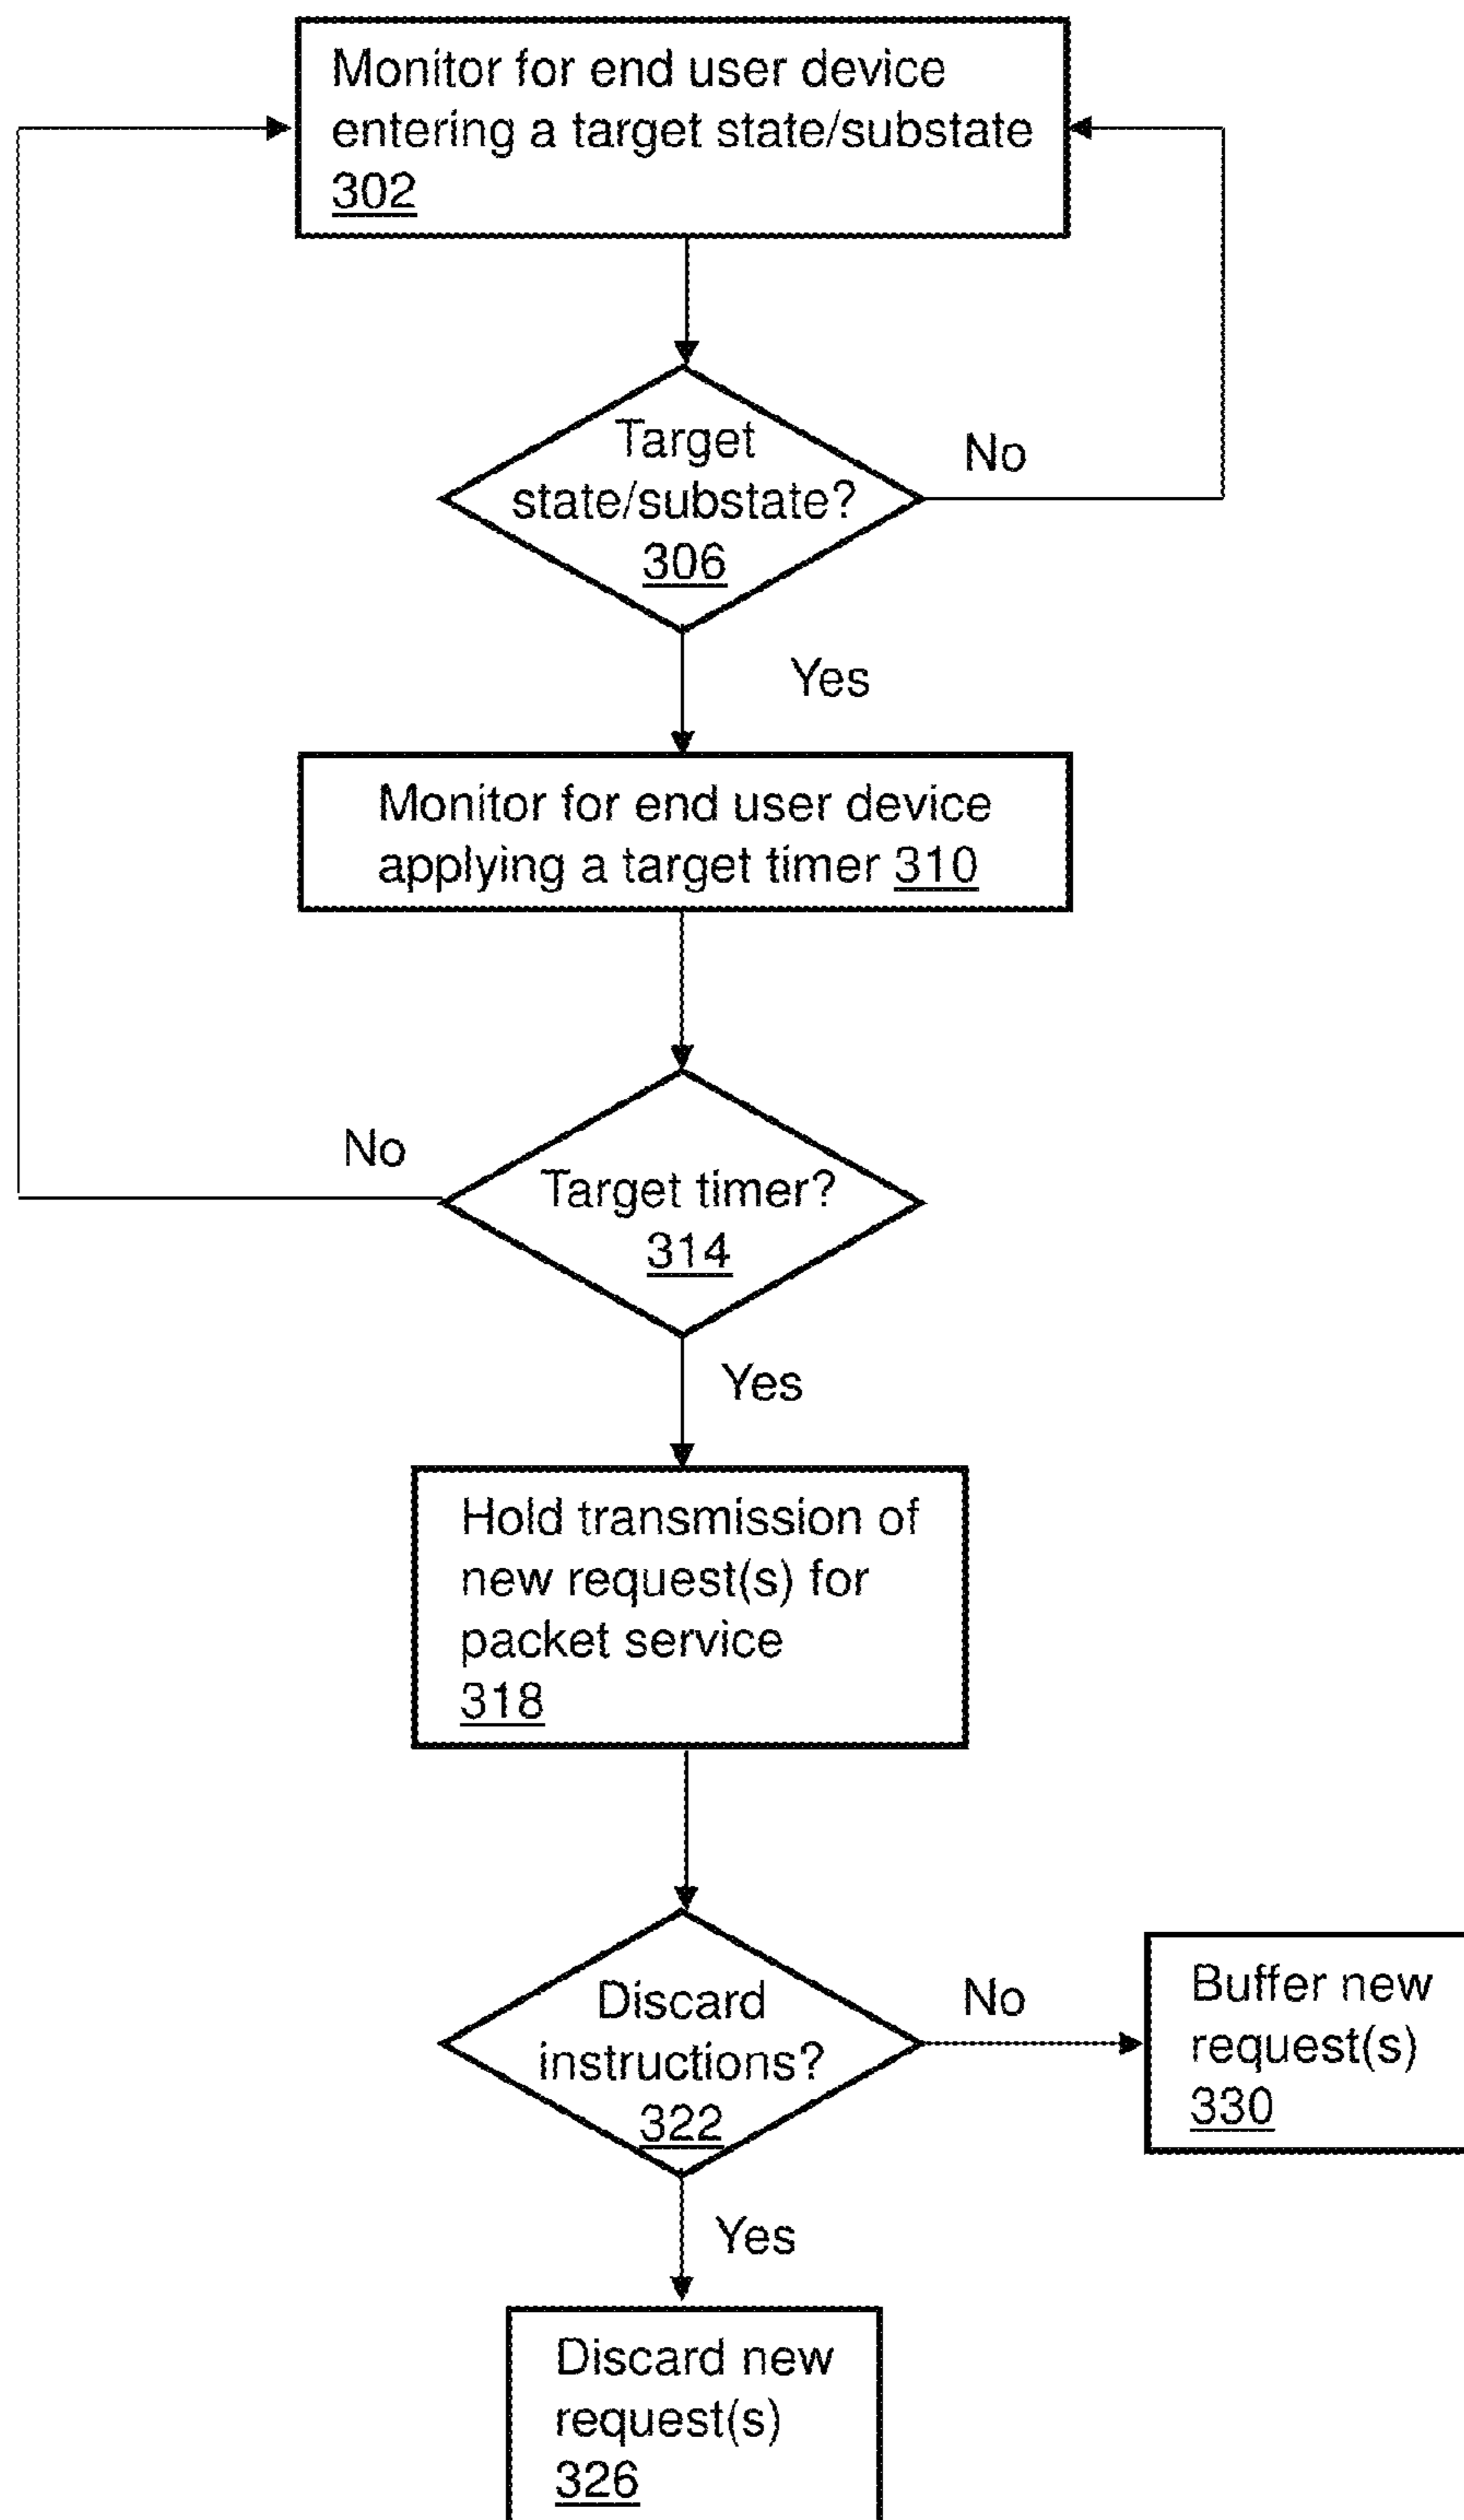 Monitor for end user device
entering a target state/substate
302
Target
state/substate?
306
No
Yes
Monitor for end user device
applying a target timer 310
No
Target timer?
314
Yes
Hold transmission of
new request(s) for
packet service
318
Discard
instructions?
322
No
Buffer new
request(s)
330
Yes
Discard new
request(s)
326